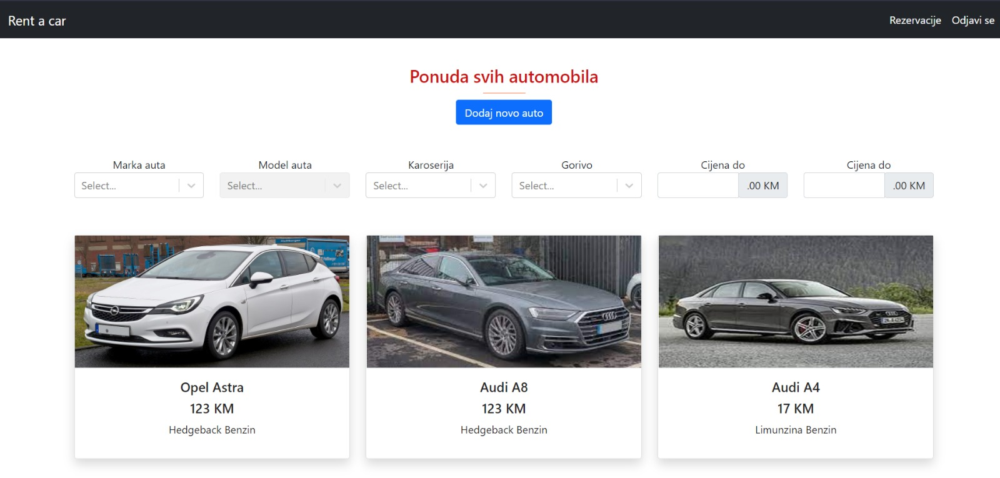 Rent a car
Rezervacije Odjavi se
Ponuda svih automobila
Dodaj novo auto
Marka auta Model auta Karoserija Gorivo Cijena do Cijena do
Select... Select... Select... Select... .00 KM .00 KM
Opel Astra
123 KM
Hedgeback Benzin
Audi A8
123 KM
Hedgeback Benzin
Audi A4
17 KM
Limunzina Benzin